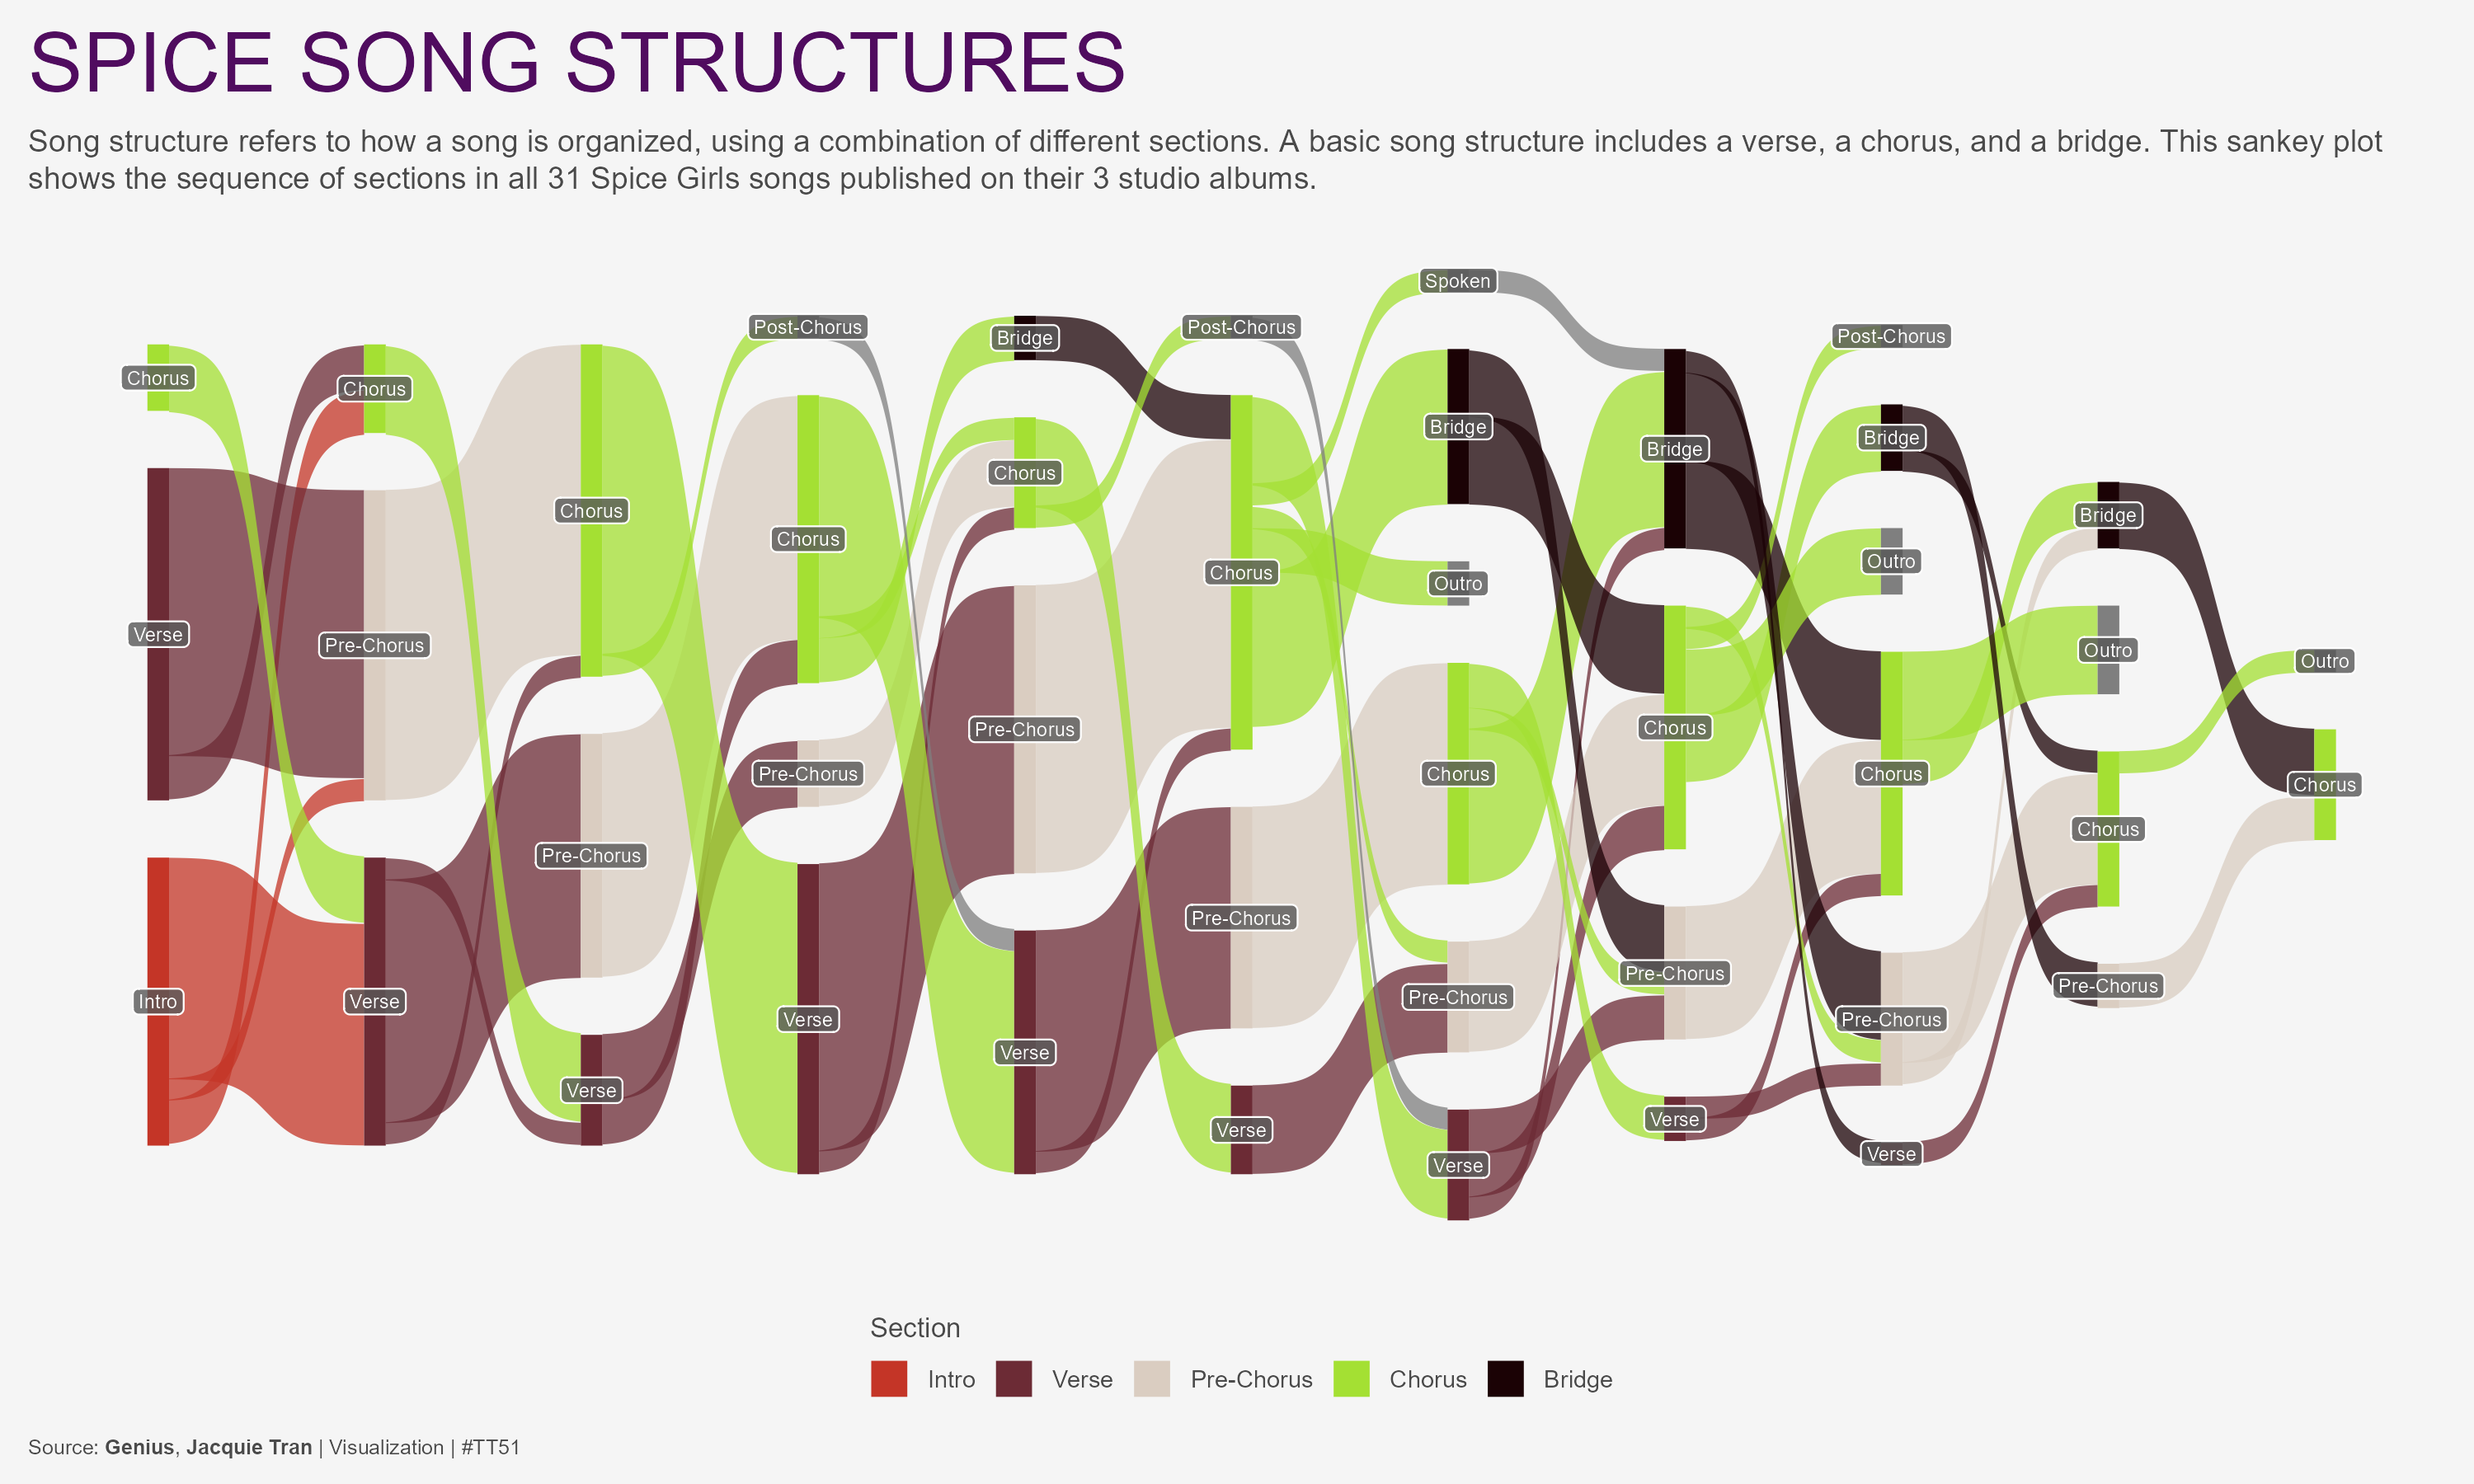 SPICE SONG STRUCTURES
Song structure refers to how a song is organized, using a combination of different sections. A basic song structure includes a verse, a chorus, and a bridge. This sankey plot
shows the sequence of sections in all 31 Spice Girls songs published on their 3 studio albums.
Chorus
Verse
Intro
Chorus
Pre-Chorus
Verse
Chorus
Pre-Chorus
Verse
Post-Chorus
Chorus
Pre-Chorus
Verse
Bridge
Chorus
Pre-Chorus
Verse
Post-Chorus
Chorus
Pre-Chorus
Verse
Spoken
Bridge
Outro
Chorus
Pre-Chorus
Verse
Bridge
Chorus
Pre-Chorus
Verse
Post-Chorus
Bridge
Outro
Chorus
Pre-Chorus
Verse
Bridge
Outro
Chorus
Pre-Chorus
Outro
Chorus
Section
Intro Verse Pre-Chorus Chorus Bridge
Source: Genius, Jacquie Tran | Visualization | #TT51